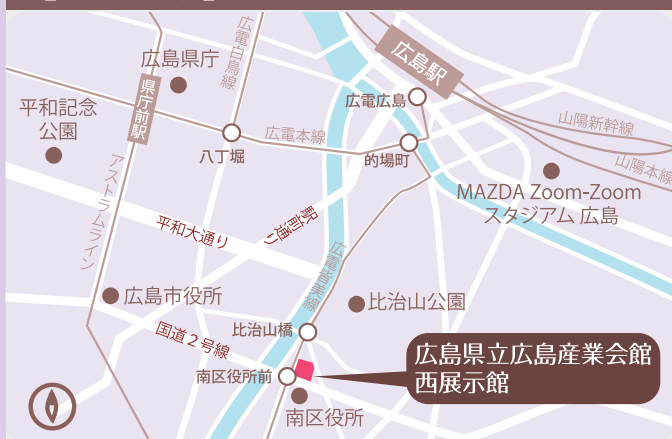 広島駅
広島県庁
広電白島線
県庁前駅
平和記念
公園
広電広島
広電本線
八丁堀
的場町
山陽新幹線
山陽本線
MAZDA Zoom-Zoom
スタジアム 広島
アストラムライン
平和大通り
駅前通り
広電皆実線
広島市役所
比治山公園
比治山橋
国道２号線
南区役所前
南区役所
広島県立広島産業会館
西展示館